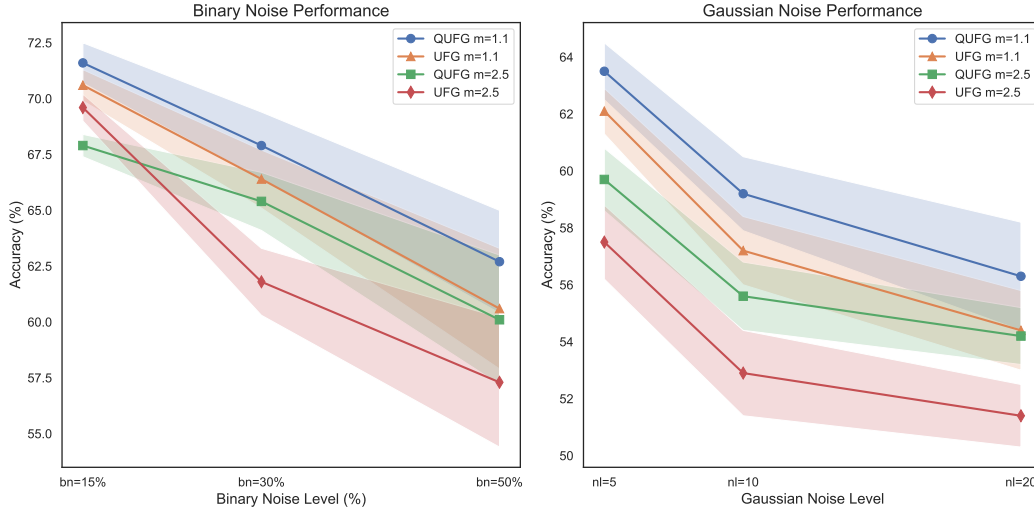 Binary Noise Performance
72.5
70.0
67.5
65.0
62.5
60.0
57.5
55.0
Accuracy (%)
QUFG m=1.1
UFG m=1.1
QUFG m=2.5
UFG m=2.5
bn=15%
bn=30%
bn=50%
Binary Noise Level (%)
Gaussian Noise Performance
64
62
60
58
56
54
52
50
Accuracy (%)
QUFG m=1.1
UFG m=1.1
QUFG m=2.5
UFG m=2.5
nl=5
nl=10
nl=20
Gaussian Noise Level